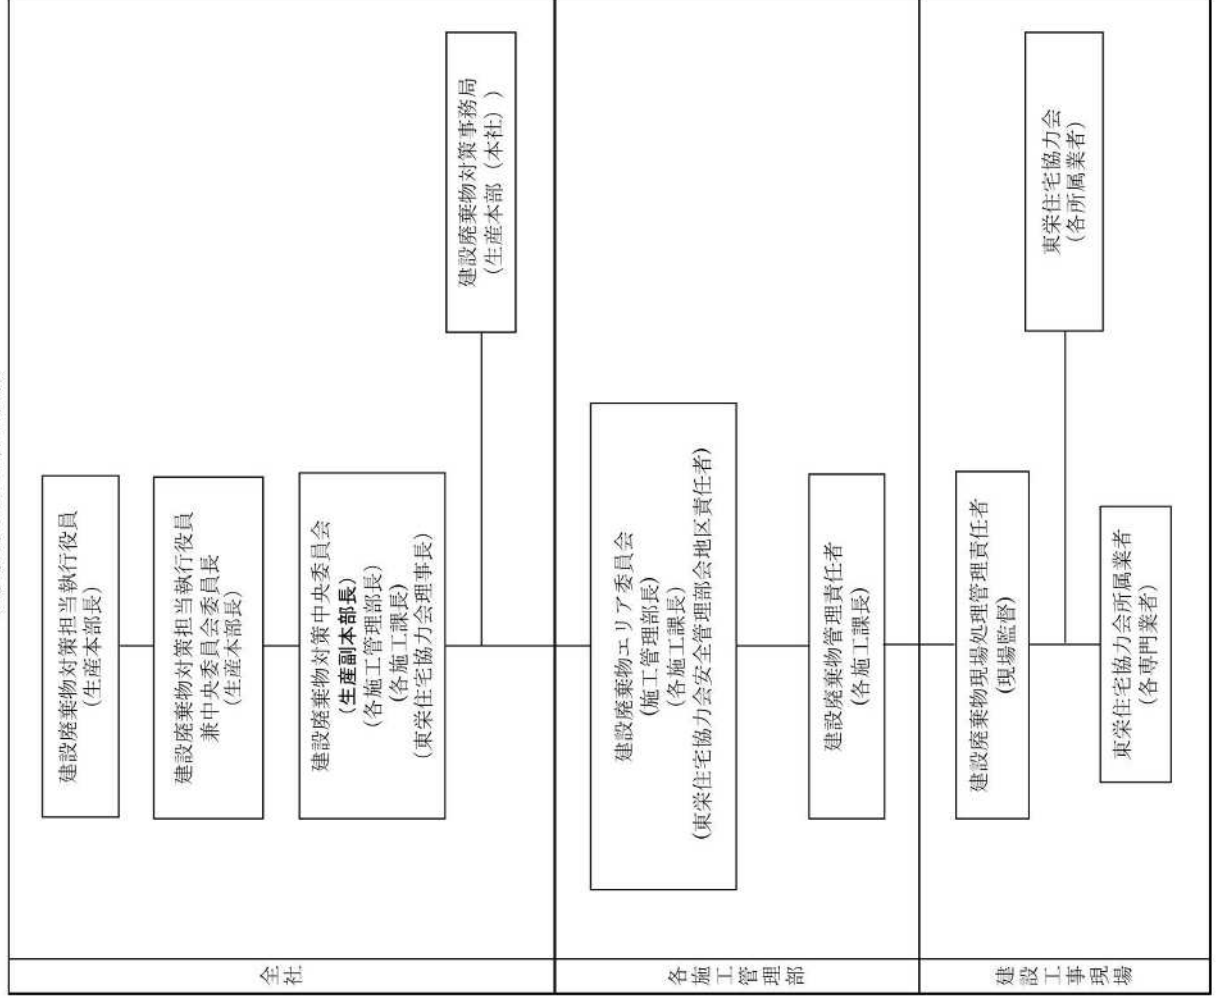 全社
建設廃棄物対策担当執行役員
(生産本部長)
建設廃棄物対策担当執行役員
兼中央委員会委員長
(生産本部長)
建設廃棄物対策中央委員会
(生産副本部長)
(各施工管理部長)
(各施工課長)
(東栄住宅協力会理事長)
建設廃棄物対策事務局
(生産本部(本社))
各施工管理部
建設廃棄物エリア委員会
(施工管理部長)
(各施工課長)
(東栄住宅協力会安全管理部会地区責任者)
建設廃棄物管理責任者
(各施工課長)
建設工事現場
建設廃棄物現場処理管理責任者
(現場監督)
東栄住宅協力会
(各所属業者)
東栄住宅協力会所属業者
(各専門業者)